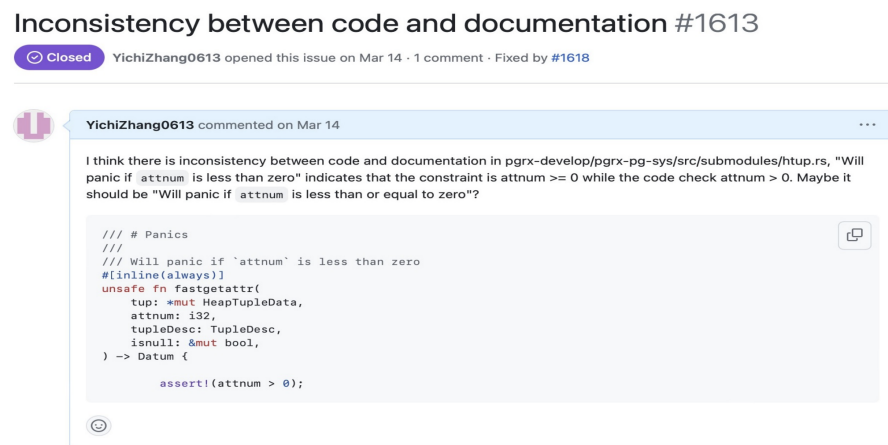 Inconsistency between code and documentation #1613
Closed YichiZhang0613 opened this issue on Mar 14 · 1 comment · Fixed by #1618
YichiZhang0613 commented on Mar 14
I think there is inconsistency between code and documentation in pgrx-develop/pgrx-pg-sys/src/submodules/htup.rs, "Will
panic if attnum is less than zero" indicates that the constraint is attnum >= 0 while the code check attnum > 0. Maybe it
should be "Will panic if attnum is less than or equal to zero"?
/// # Panics
///
/// Will panic if `attnum` is less than zero
#[inline(always)]
unsafe fn fastgetattr(
    tup: *mut HeapTupleData,
    attnum: i32,
    tupleDesc: TupleDesc,
    isnull: &mut bool,
) -> Datum {
        assert!(attnum > 0);